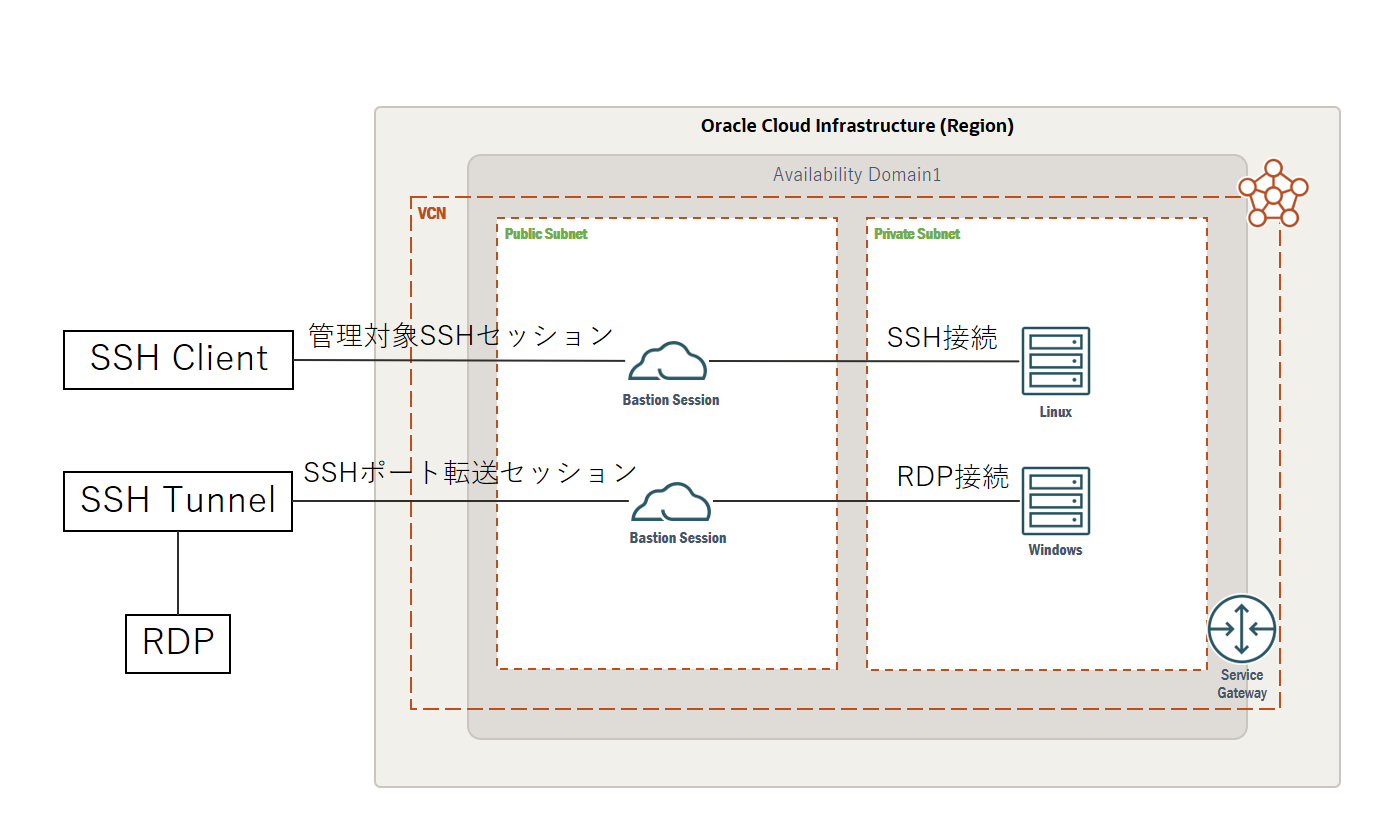 Oracle Cloud Infrastructure (Region)
Availability Domain1
VCN
Public Subnet
Private Subnet
管理対象SSHセッション
SSH接続
SSH Client
Bastion Session
Linux
SSHポート転送セッション
RDP接続
SSH Tunnel
Bastion Session
Windows
RDP
Service
Gateway